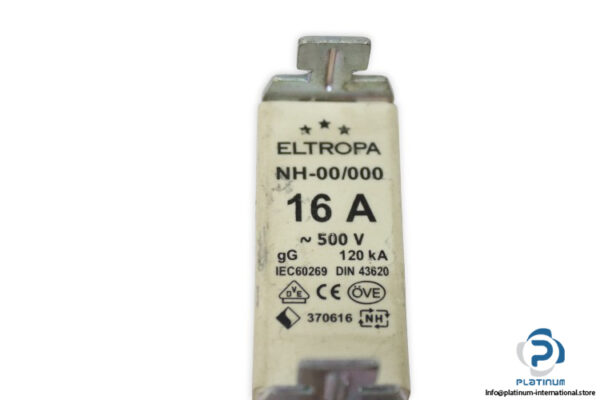 ELTROPA
NH-00/000
16 A
~ 500 V
gG 120 kA
IEC60269 DIN 43620
DVE CE ÖVE
370616 NH
PLATINUM
Info@platinum-international.store